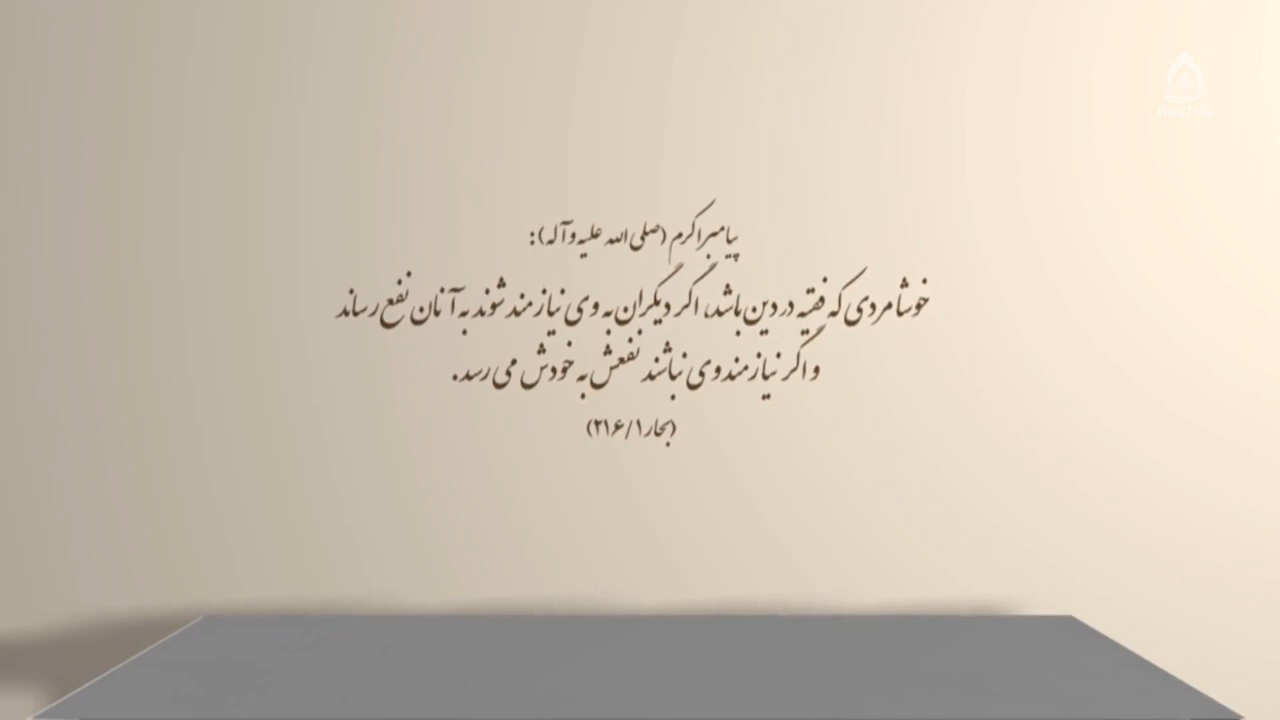 پیامبر اکرم (صلی الله علیه و آله):
خوشا مردی که فقیه در دین باشد، اگر دیگران به وی نیازمند شوند به آنان نفع رساند
و اگر نیازمند وی نباشند نفعش به خودش می رسد.
(بحار ۲۱۶/۱)